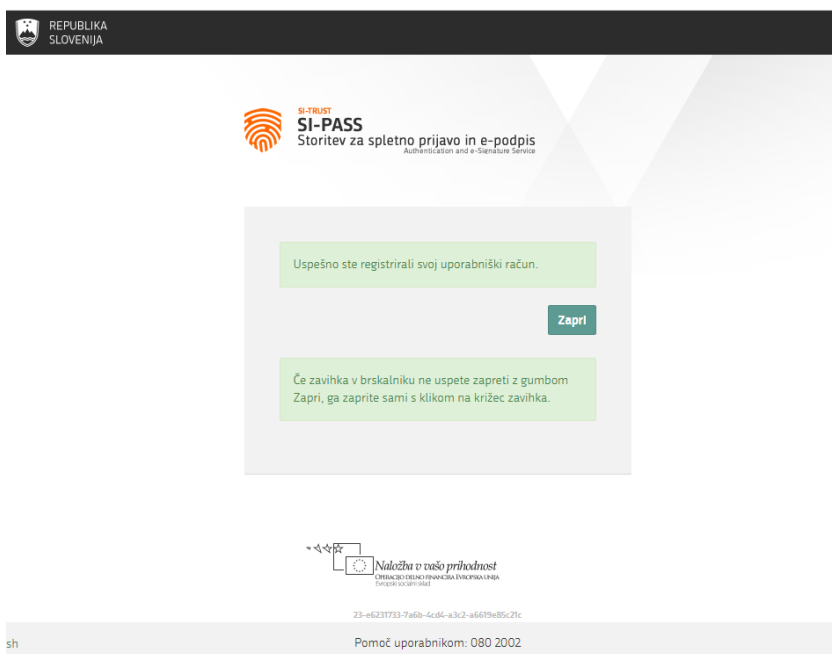 REPUBLIKA
SLOVENIJA
SI-TRUST
SI-PASS
Storitev za spletno prijavo in e-podpis
Authentication and e-Signature Service
Uspešno ste registrirali svoj uporabniški račun.
Zapri
Če zavihka v brskalniku ne uspete zapreti z gumbom
Zapri, ga zaprite sami s klikom na križec zavihka.
Naložba v vašo prihodnost
OPERACIJO DELNO FINANCIRA EVROPSKA UNIJA
Evropski socialni sklad
23-e6231733-7a6b-4cd4-a3c2-a6619e85c21c
sh
Pomoč uporabnikom: 080 2002